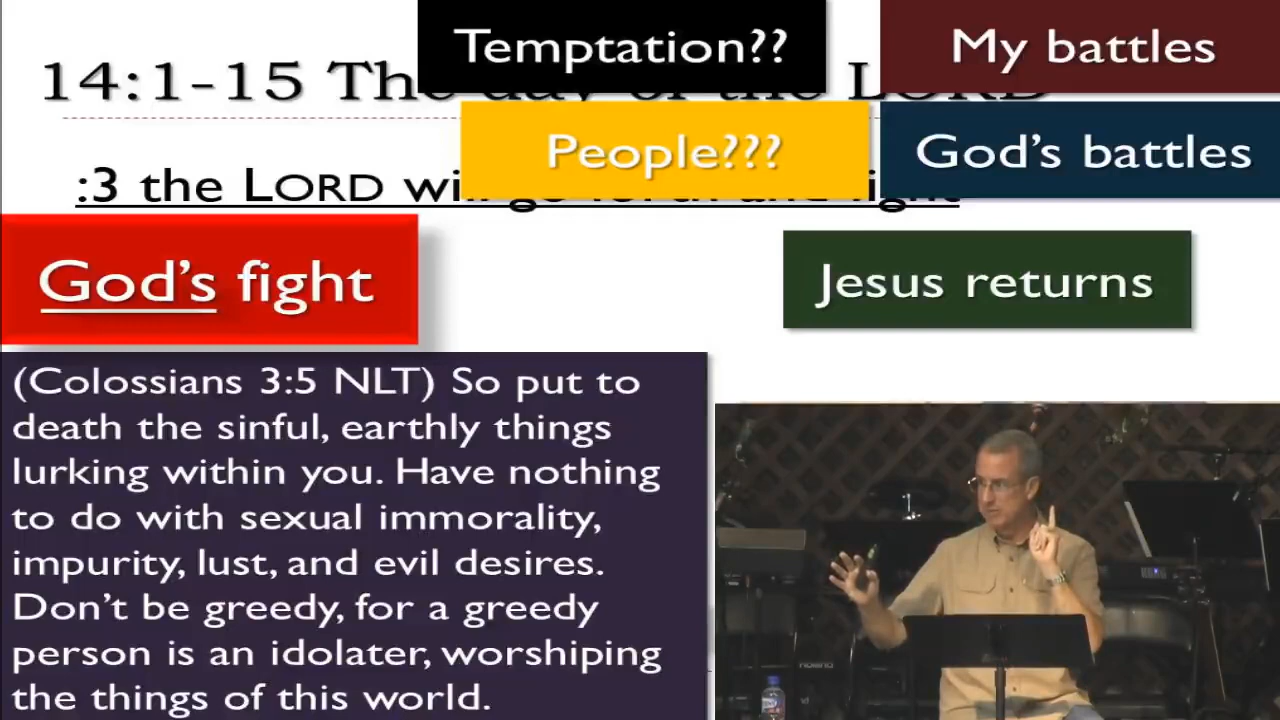 Temptation??
My battles
14:1-15 The day of the LORD
People???
God's battles
:3 the LORD will go forth and fight
God's fight
Jesus returns
(Colossians 3:5 NLT) So put to
death the sinful, earthly things
lurking within you. Have nothing
to do with sexual immorality,
impurity, lust, and evil desires.
Don't be greedy, for a greedy
person is an idolater, worshiping
the things of this world.